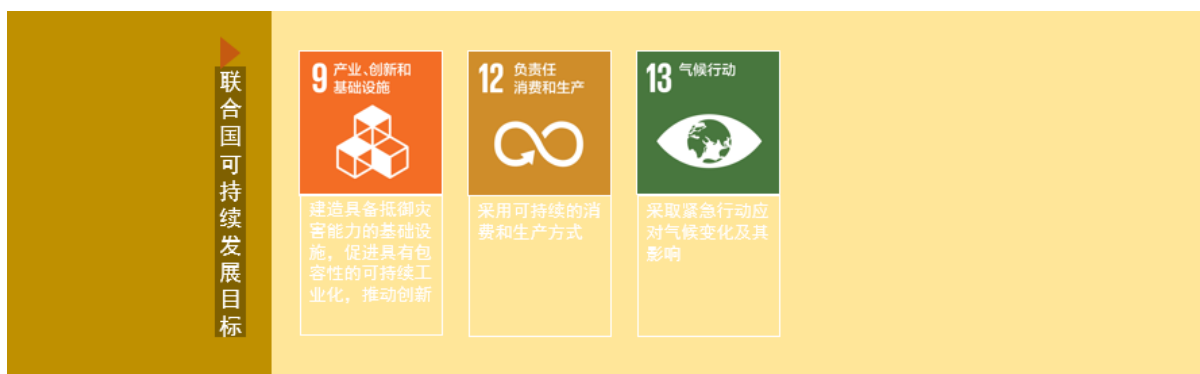 联合国可持续发展目标
9 产业、创新和
基础设施
建造具备抵御灾
害能力的基础设
施，促进具有包
容性的可持续工
业化，推动创新
12 负责任
消费和生产
采用可持续的消
费和生产方式
13 气候行动
采取紧急行动应
对气候变化及其
影响